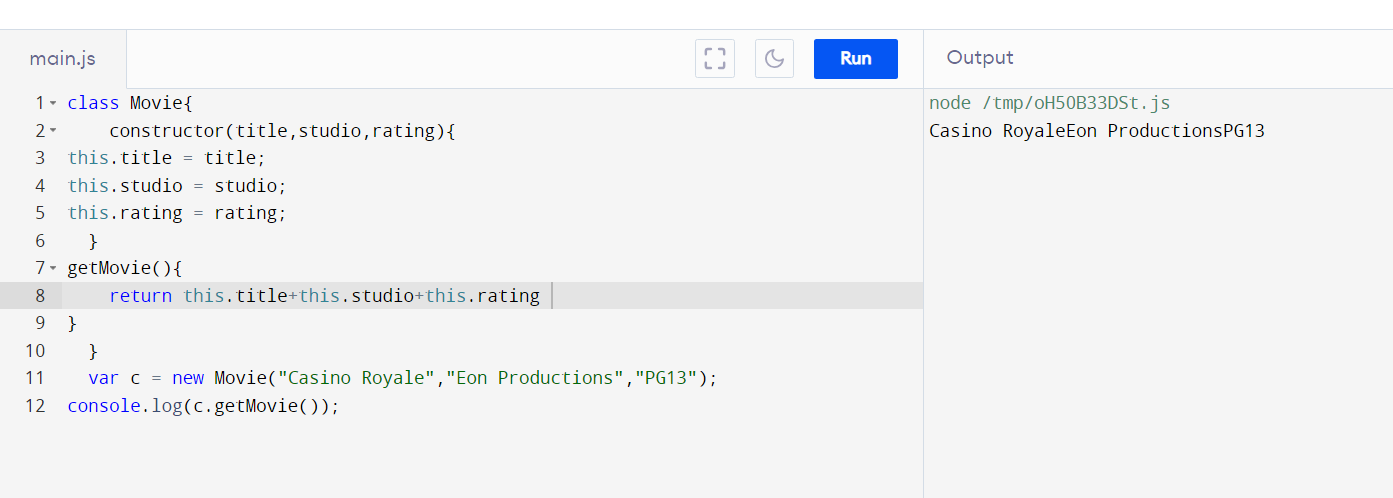 main.js
Run
Output
1 class Movie{
2 constructor(title,studio,rating){
3 this.title = title;
4 this.studio = studio;
5 this.rating = rating;
6 }
7 getMovie(){
8 return this.title+this.studio+this.rating
9 }
10 }
11 var c = new Movie("Casino Royale","Eon Productions","PG13");
12 console.log(c.getMovie());
node /tmp/oH50B33DSt.js
Casino RoyaleEon ProductionsPG13